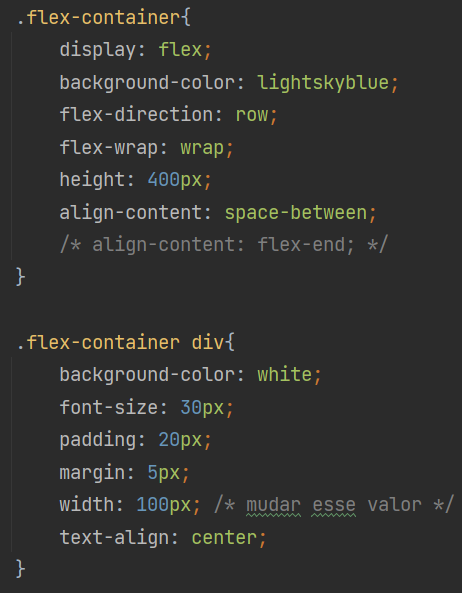 .flex-container{
    display: flex;
    background-color: lightskyblue;
    flex-direction: row;
    flex-wrap: wrap;
    height: 400px;
    align-content: space-between;
    /* align-content: flex-end; */
}

.flex-container div{
    background-color: white;
    font-size: 30px;
    padding: 20px;
    margin: 5px;
    width: 100px; /* mudar esse valor */
    text-align: center;
}